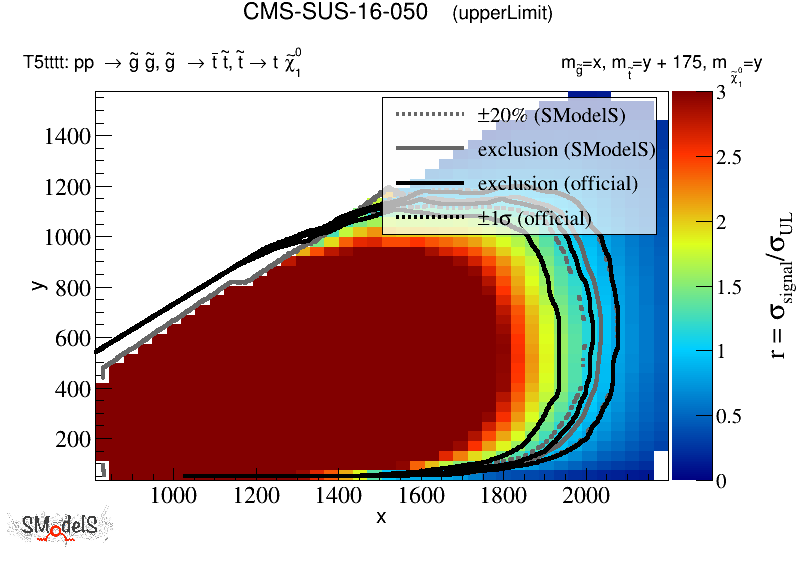 CMS-SUS-16-050 (upperLimit)
T5tttt: pp → g̃ g̃, g̃ → t̄ t̃, t̃ → t χ̃₁⁰
m_g̃=x, m_t̃=y + 175, m_χ̃₁⁰=y
±20% (SModelS)
exclusion (SModelS)
exclusion (official)
±1σ (official)
1400
1200
1000
800
600
400
200
y
1000 1200 1400 1600 1800 2000
x
3
2.5
2
1.5
1
0.5
0
r = σ_signal/σ_UL
SModelS